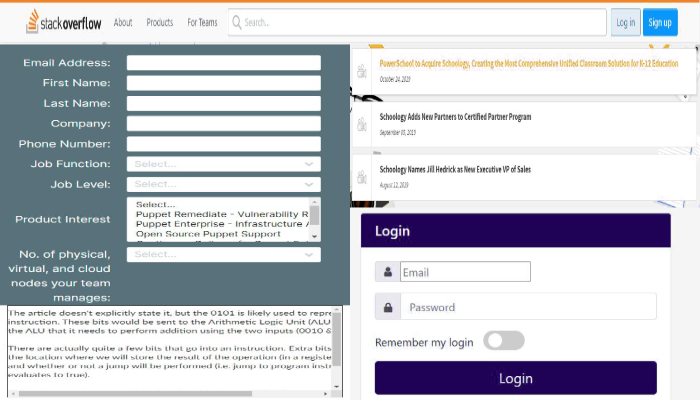 stackoverflow About Products For Teams Search.. Log in Sign up
Email Address:
First Name:
Last Name:
Company:
Phone Number:
Job Function: Select...
Job Level: Select...
Product Interest
Select...
Puppet Remediate - Vulnerability R
Puppet Enterprise - Infrastructure
Open Source Puppet Support
No. of physical, Select...
virtual, and cloud
nodes your team
manages:
The article doesn't explicitly state it, but the 0101 is likely used to repre
instruction. These bits would be sent to the Arithmetic Logic Unit (ALU
the ALU that it needs to perform addition using the two inputs (0010 &
There are actually quite a few bits that go into an instruction. Extra bits
the location where we will store the result of the operation (in a registe
and whether or not a jump will be performed (i.e. jump to program instr
evaluates to true).
PowerSchool to Acquire Schoology, Creating the Most Comprehensive Unified Classroom Solution for K-12 Education
October 24, 2019
Schoology Adds New Partners to Certified Partner Program
September 03, 2019
Schoology Names Jill Hedrick as New Executive VP of Sales
August 13, 2019
Login
Email
Password
Remember my login
Login